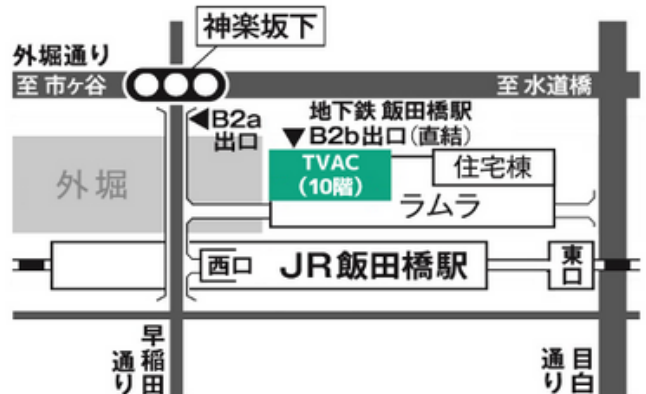 神楽坂下
外堀通り
至 市ヶ谷
至 水道橋
B2a
出口
地下鉄 飯田橋駅
B2b出口(直結)
TVAC
(10階)
住宅棟
外堀
ラムラ
西口
JR飯田橋駅
東口
早稲田
通り
目白
通り